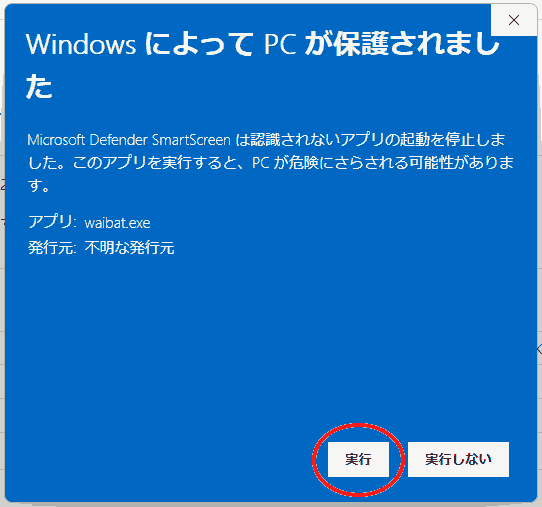 Windows によって PC が保護されまし
た
Microsoft Defender SmartScreen は認識されないアプリの起動を停止しま
した。このアプリを実行すると、PC が危険にさらされる可能性がありま
す。
アプリ: waibat.exe
発行元: 不明な発行元
実行 実行しない